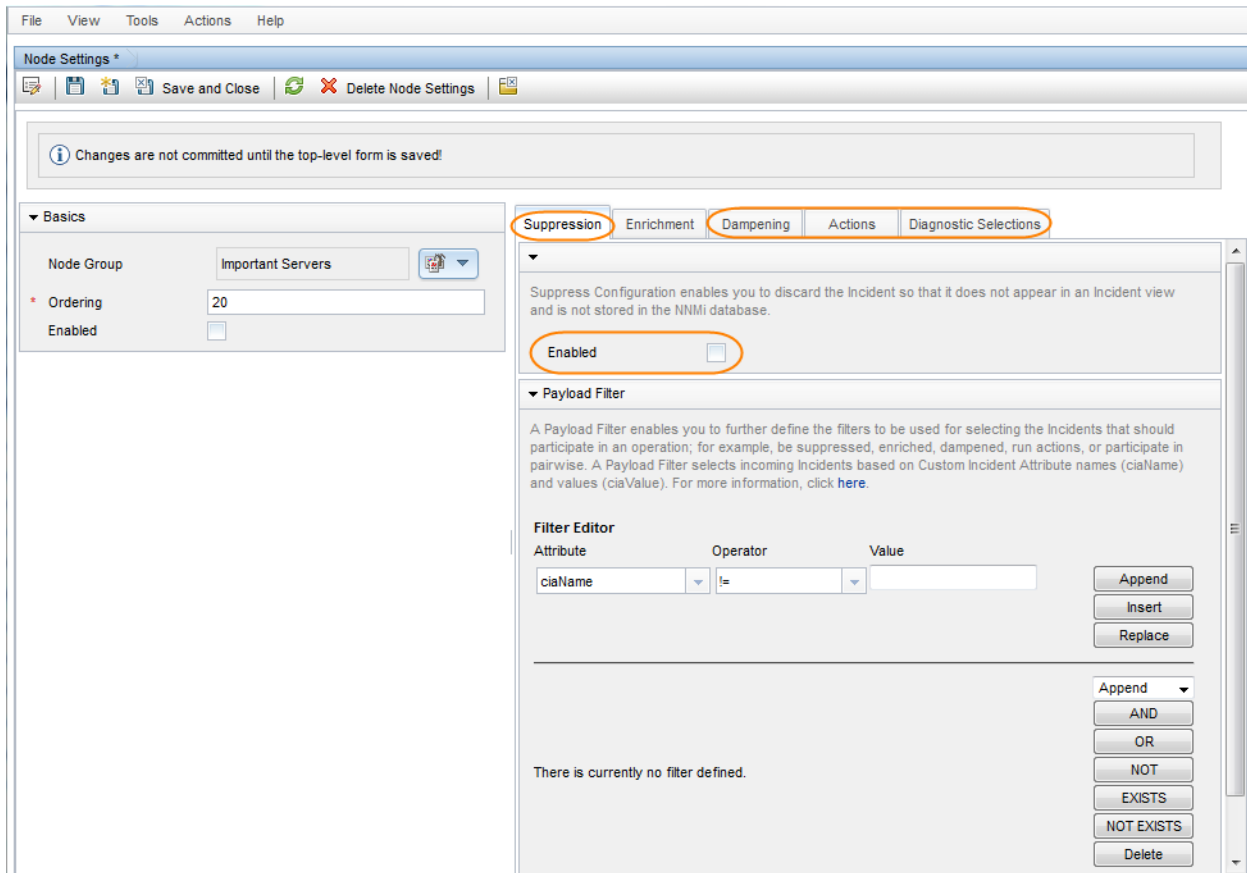 File View Tools Actions Help
Node Settings *
Save and Close Delete Node Settings
Changes are not committed until the top-level form is saved!
Basics
Node Group Important Servers
* Ordering 20
Enabled
Suppression Enrichment Dampening Actions Diagnostic Selections
Suppress Configuration enables you to discard the Incident so that it does not appear in an Incident view
and is not stored in the NNMi database.
Enabled
Payload Filter
A Payload Filter enables you to further define the filters to be used for selecting the Incidents that should
participate in an operation; for example, be suppressed, enriched, dampened, run actions, or participate in
pairwise. A Payload Filter selects incoming Incidents based on Custom Incident Attribute names (ciaName)
and values (ciaValue). For more information, click here.
Filter Editor
Attribute Operator Value
ciaName != Append
Insert
Replace
Append
AND
OR
There is currently no filter defined. NOT
EXISTS
NOT EXISTS
Delete